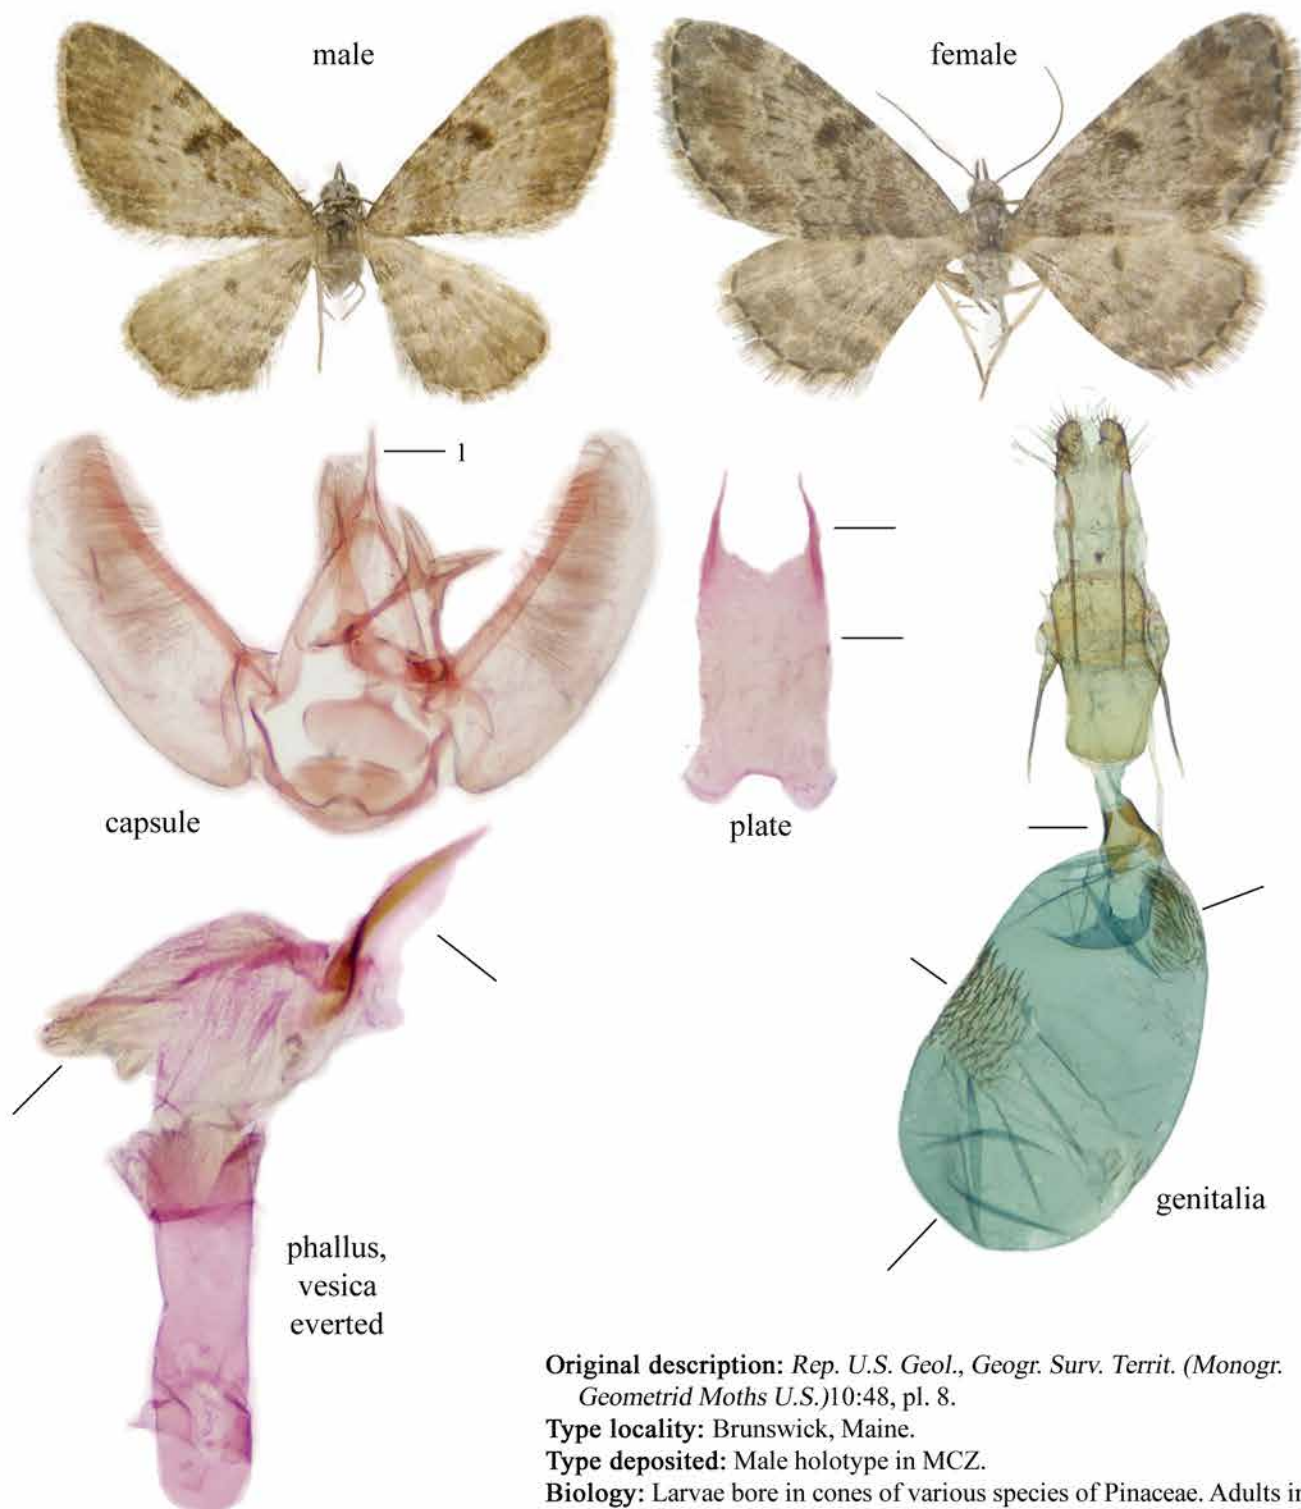 male
female
1
capsule
plate
genitalia
phallus,
vesica
everted
Original description: Rep. U.S. Geol., Geogr. Surv. Territ. (Monogr.
Geometrid Moths U.S.)10:48, pl. 8.
Type locality: Brunswick, Maine.
Type deposited: Male holotype in MCZ.
Biology: Larvae bore in cones of various species of Pinaceae. Adults in